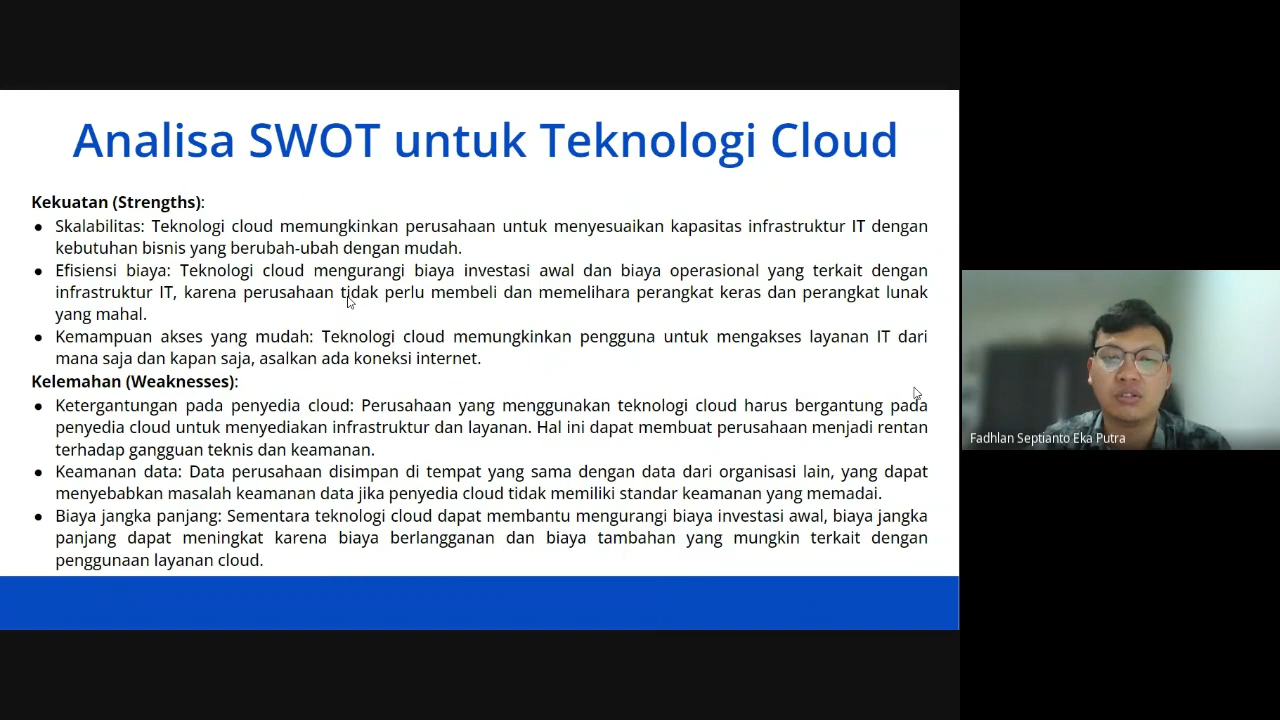 Analisa SWOT untuk Teknologi Cloud
Kekuatan (Strengths):
● Skalabilitas: Teknologi cloud memungkinkan perusahaan untuk menyesuaikan kapasitas infrastruktur IT dengan
kebutuhan bisnis yang berubah-ubah dengan mudah.
● Efisiensi biaya: Teknologi cloud mengurangi biaya investasi awal dan biaya operasional yang terkait dengan
infrastruktur IT, karena perusahaan tidak perlu membeli dan memelihara perangkat keras dan perangkat lunak
yang mahal.
● Kemampuan akses yang mudah: Teknologi cloud memungkinkan pengguna untuk mengakses layanan IT dari
mana saja dan kapan saja, asalkan ada koneksi internet.
Kelemahan (Weaknesses):
● Ketergantungan pada penyedia cloud: Perusahaan yang menggunakan teknologi cloud harus bergantung pada
penyedia cloud untuk menyediakan infrastruktur dan layanan. Hal ini dapat membuat perusahaan menjadi rentan
terhadap gangguan teknis dan keamanan.
● Keamanan data: Data perusahaan disimpan di tempat yang sama dengan data dari organisasi lain, yang dapat
menyebabkan masalah keamanan data jika penyedia cloud tidak memiliki standar keamanan yang memadai.
● Biaya jangka panjang: Sementara teknologi cloud dapat membantu mengurangi biaya investasi awal, biaya jangka
panjang dapat meningkat karena biaya berlangganan dan biaya tambahan yang mungkin terkait dengan
penggunaan layanan cloud.
Fadhlan Septianto Eka Putra